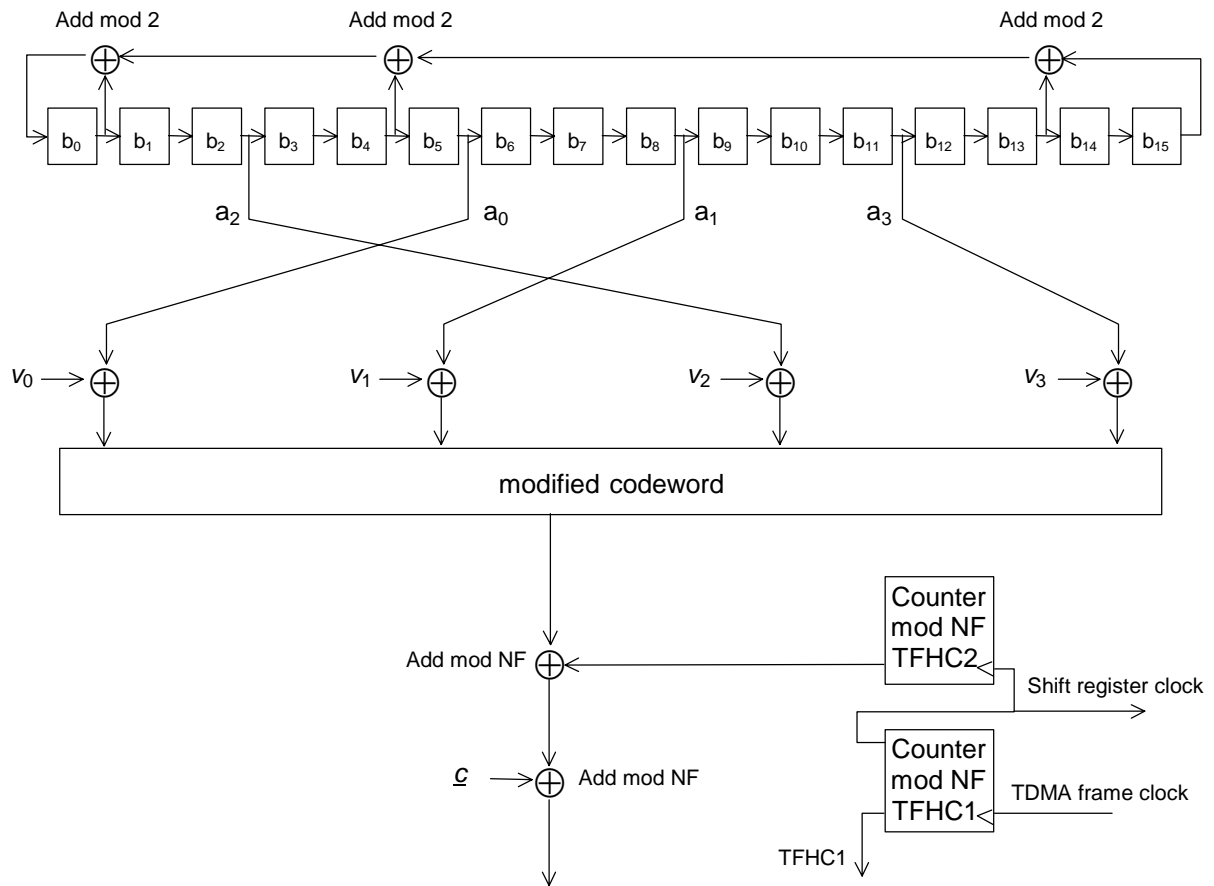 Add mod 2 Add mod 2 Add mod 2
b₀ b₁ b₂ b₃ b₄ b₅ b₆ b₇ b₈ b₉ b₁₀ b₁₁ b₁₂ b₁₃ b₁₄ b₁₅
a₂ a₀ a₁ a₃
v₀ v₁ v₂ v₃
modified codeword
Counter
mod NF
TFHC2
Add mod NF
Shift register clock
Counter
mod NF
TFHC1
c Add mod NF
TDMA frame clock
TFHC1